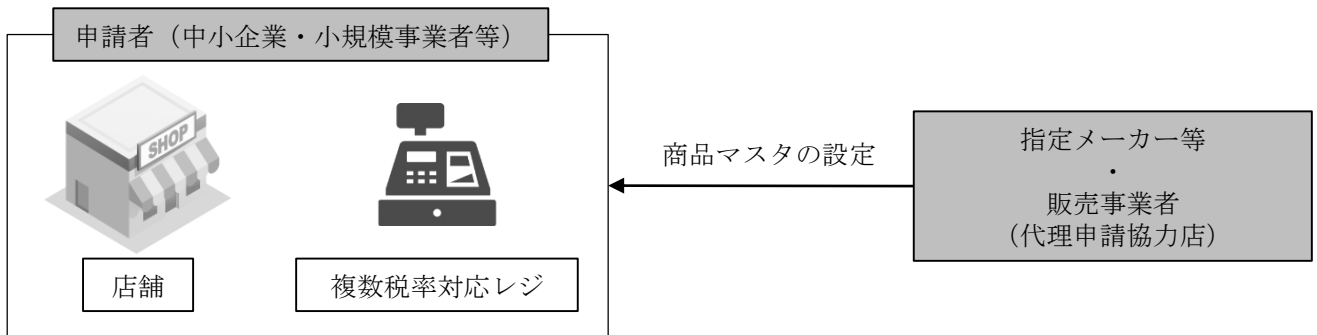 申請者（中小企業・小規模事業者等）
SHOP
店舗
複数税率対応レジ
商品マスタの設定
指定メーカー等
・
販売事業者
（代理申請協力店）